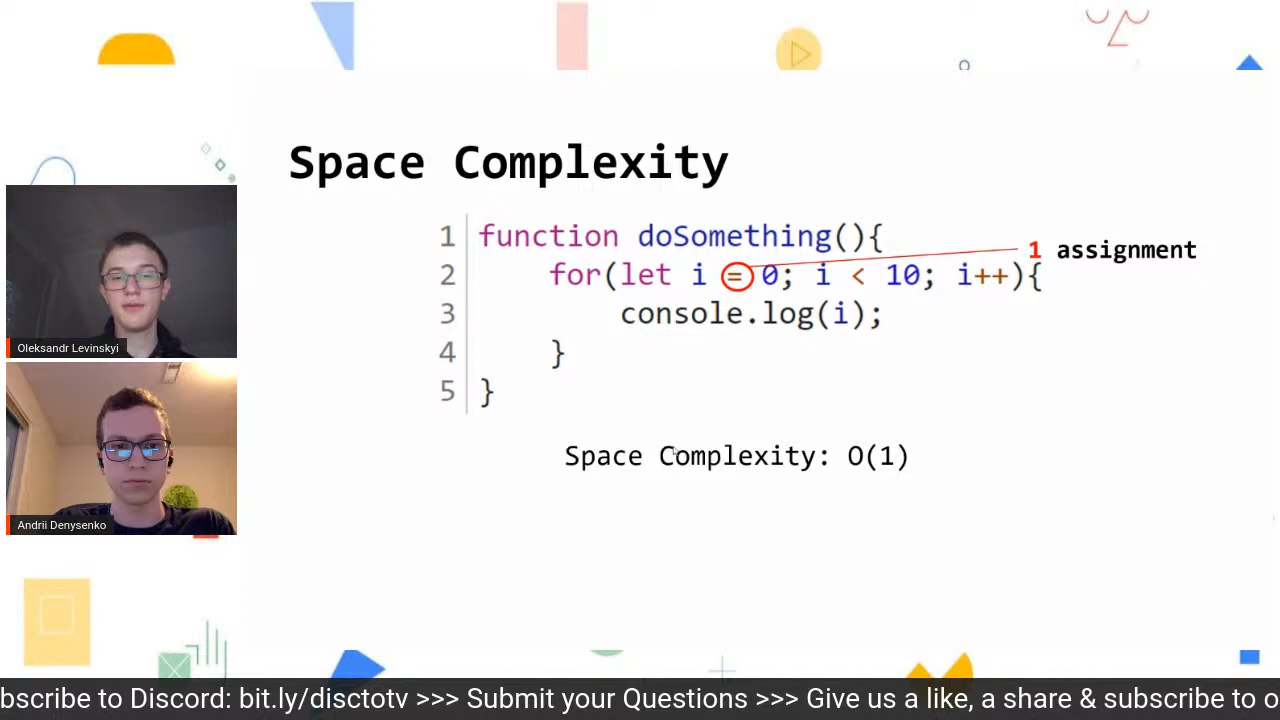 Space Complexity
1 function doSomething(){
1 assignment
2 for(let i = 0; i < 10; i++){
3 console.log(i);
4 }
5 }
Space Complexity: O(1)
Oleksandr Levinskyi
Andrii Denysenko
bscribe to Discord: bit.ly/disctotv >>> Submit your Questions >>> Give us a like, a share & subscribe to o